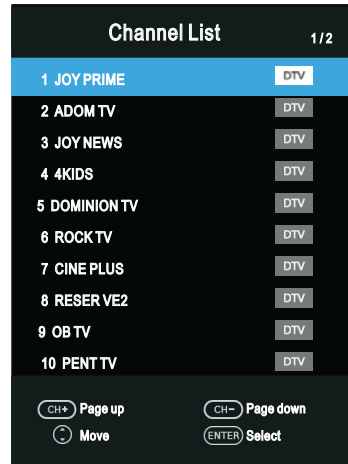 Channel List 1/2
1 JOY PRIME DTV
2 ADOM TV DTV
3 JOY NEWS DTV
4 4KIDS DTV
5 DOMINION TV DTV
6 ROCK TV DTV
7 CINE PLUS DTV
8 RESER VE2 DTV
9 OB TV DTV
10 PENT TV DTV
CH+ Page up CH- Page down
Move ENTER Select